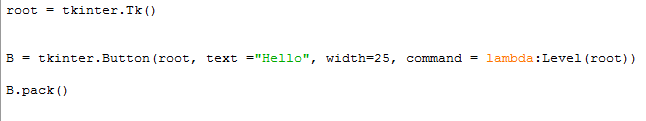 root = tkinter.Tk()
B = tkinter.Button(root, text ="Hello", width=25, command = lambda:Level(root))
B.pack()